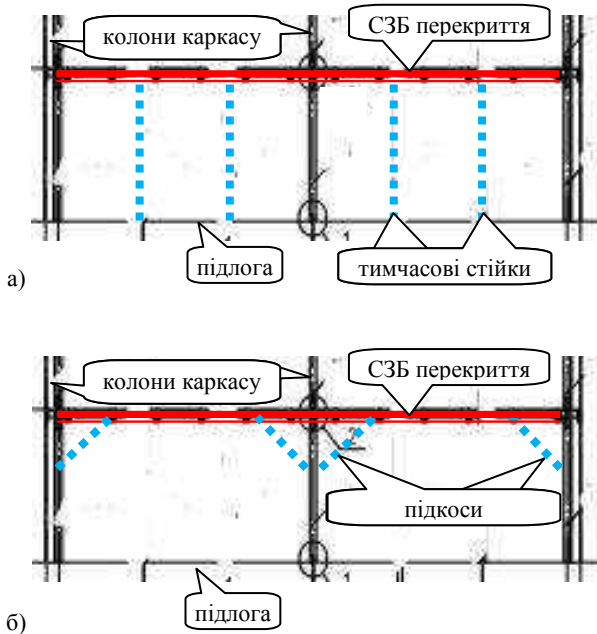 колони каркасу
СЗБ перекриття
підлога
тимчасові стійки
а)
колони каркасу
СЗБ перекриття
підкоси
підлога
б)